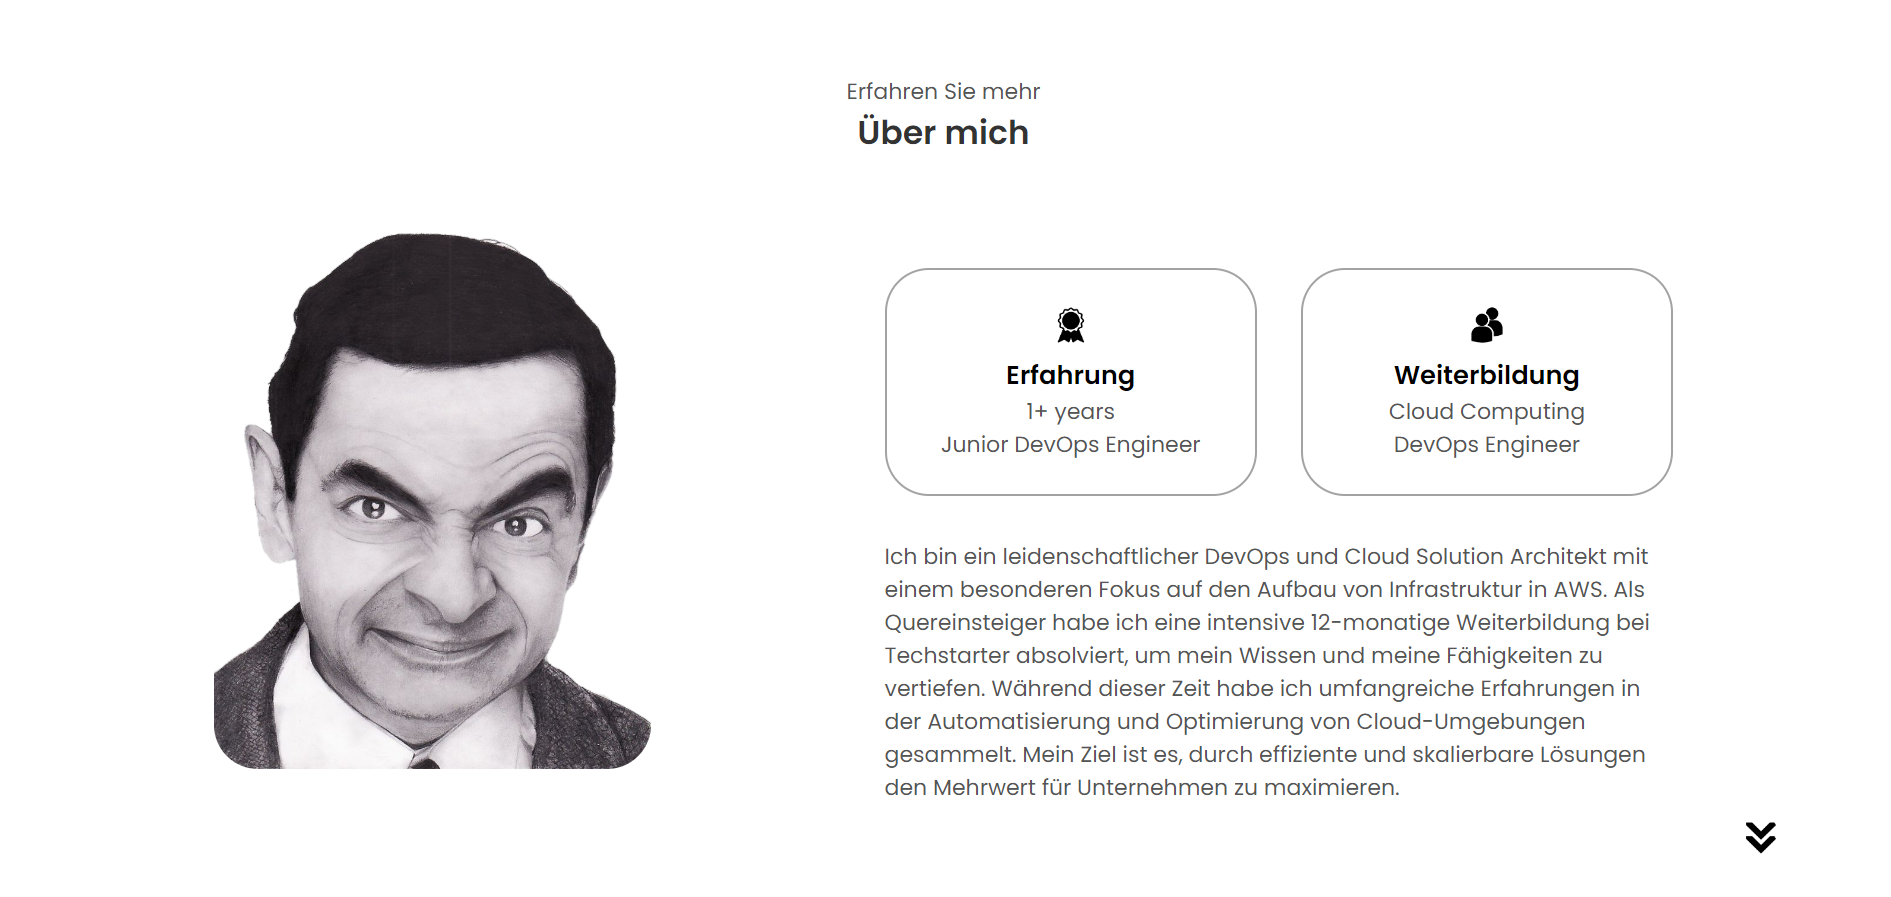 Erfahren Sie mehr
Über mich
Erfahrung
1+ years
Junior DevOps Engineer
Weiterbildung
Cloud Computing
DevOps Engineer
Ich bin ein leidenschaftlicher DevOps und Cloud Solution Architekt mit
einem besonderen Fokus auf den Aufbau von Infrastruktur in AWS. Als
Quereinsteiger habe ich eine intensive 12-monatige Weiterbildung bei
Techstarter absolviert, um mein Wissen und meine Fähigkeiten zu
vertiefen. Während dieser Zeit habe ich umfangreiche Erfahrungen in
der Automatisierung und Optimierung von Cloud-Umgebungen
gesammelt. Mein Ziel ist es, durch effiziente und skalierbare Lösungen
den Mehrwert für Unternehmen zu maximieren.